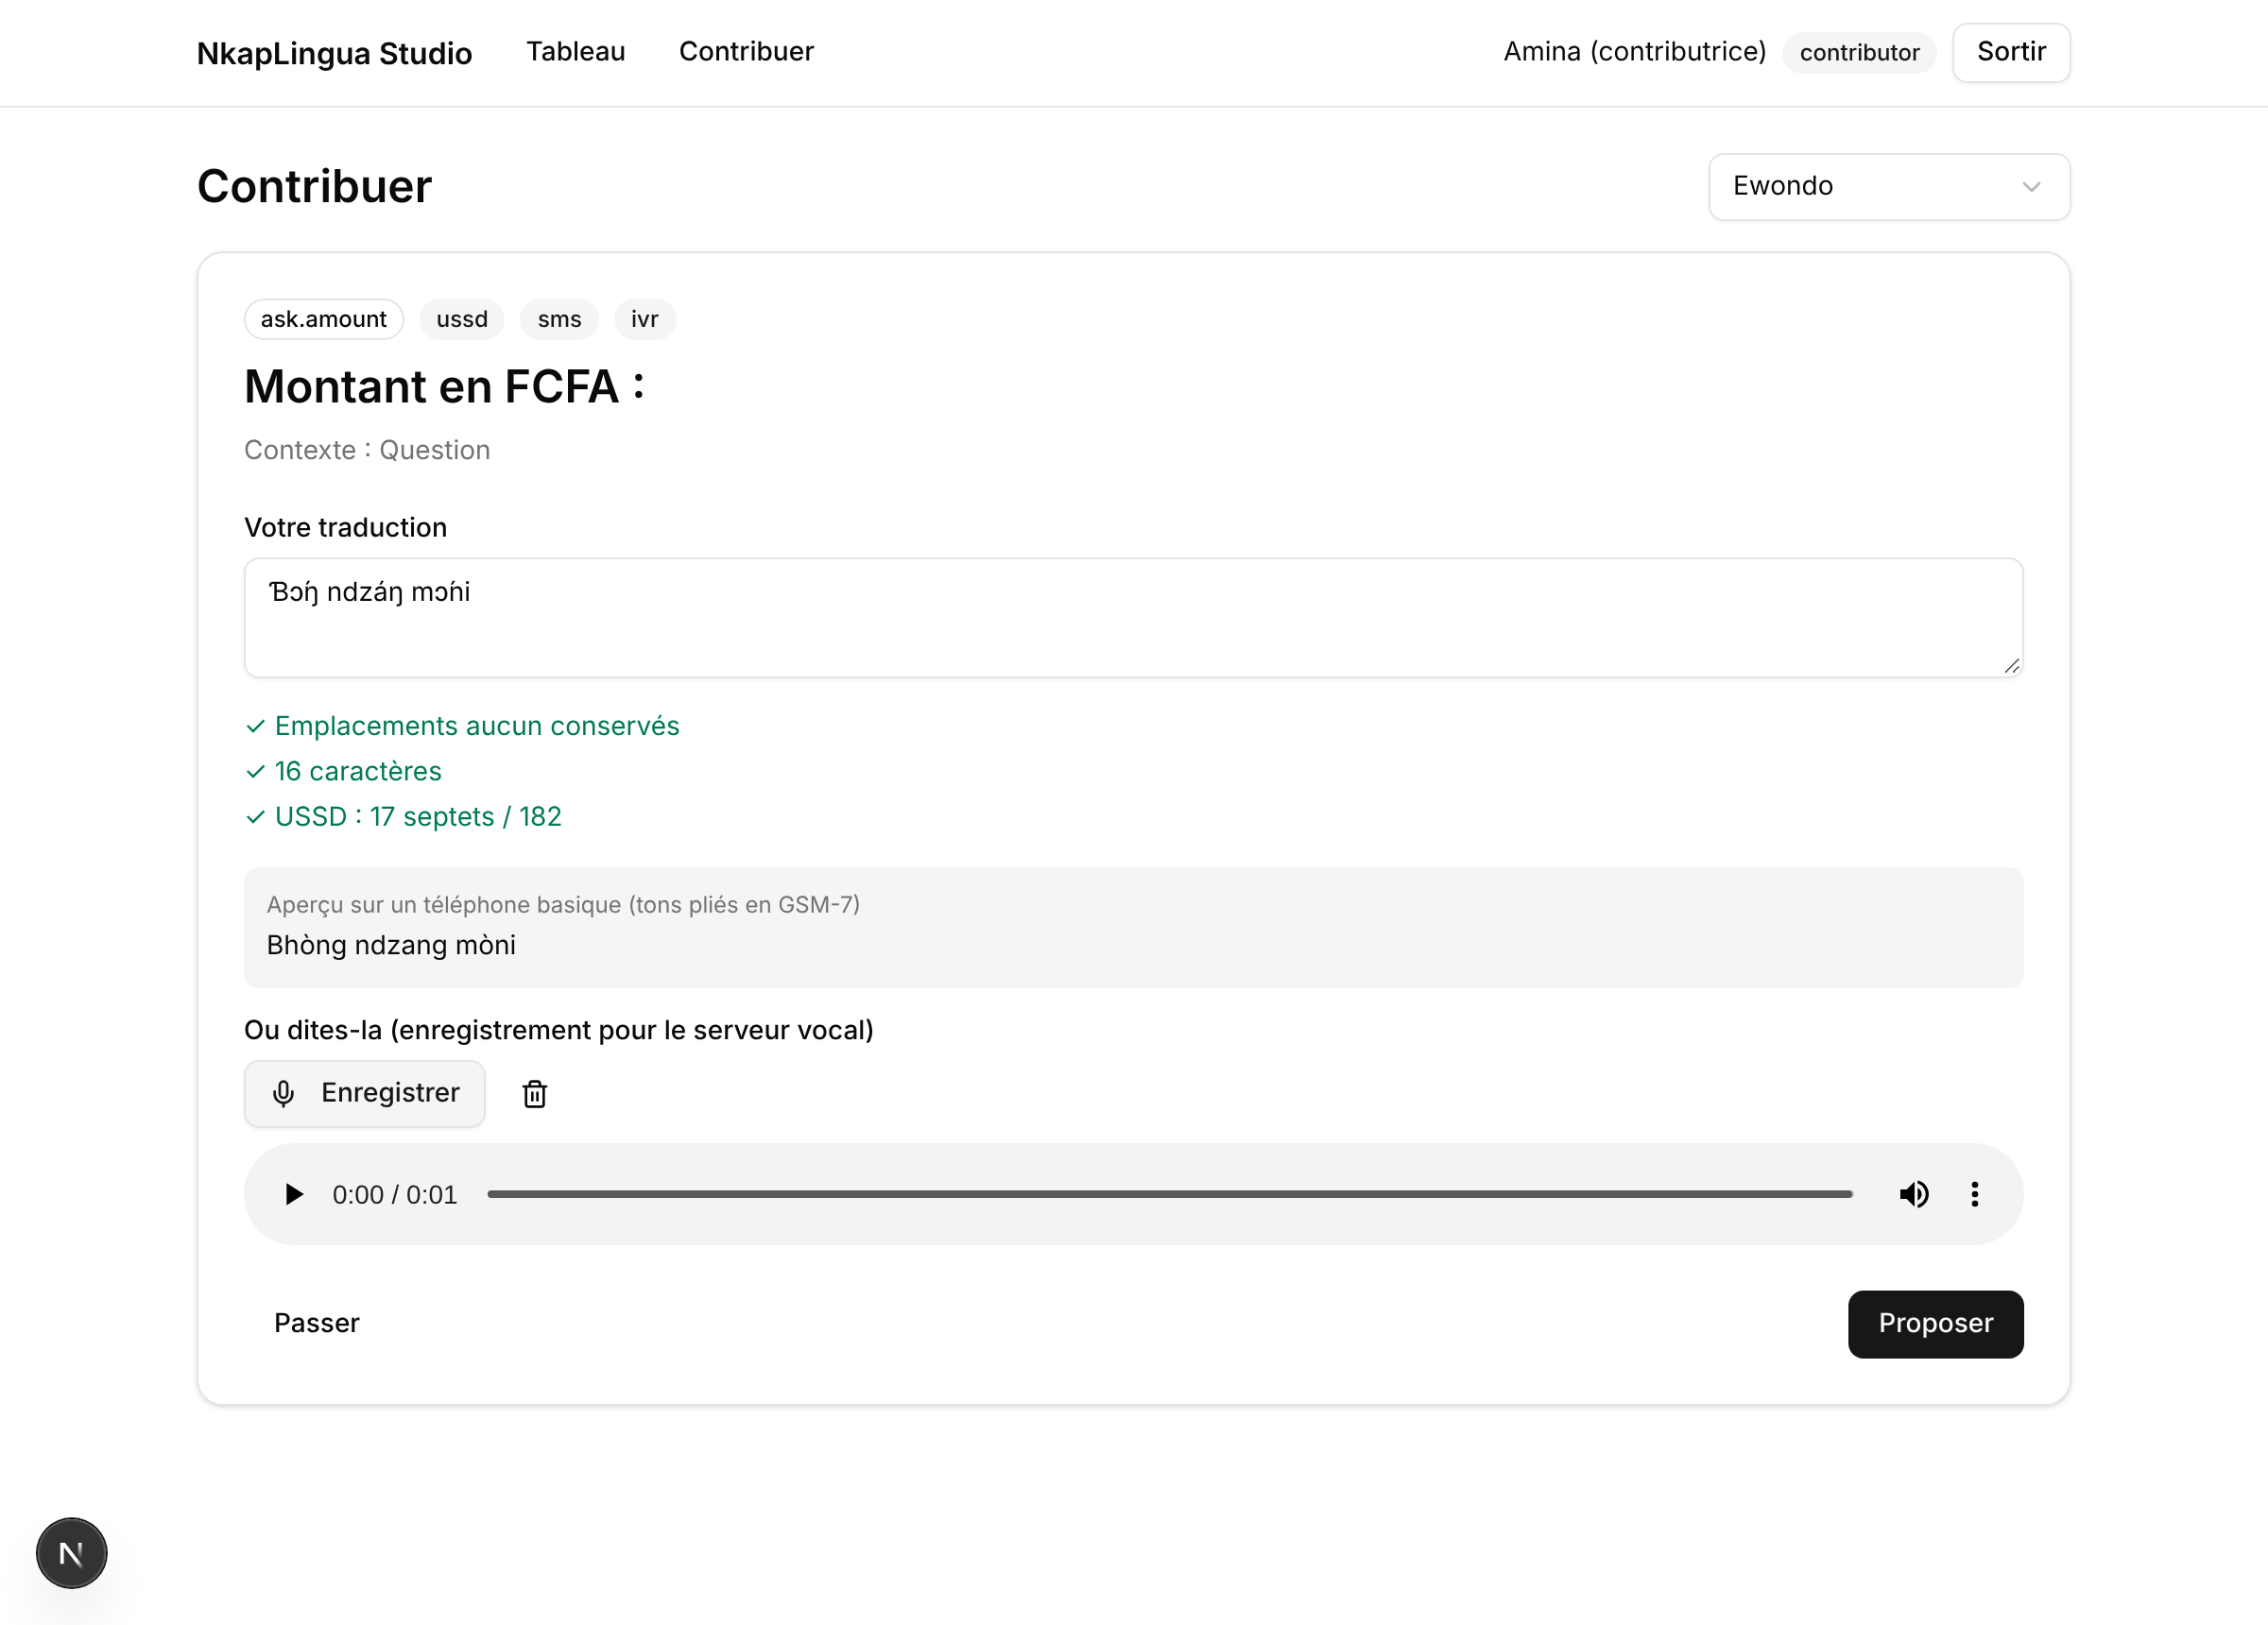 NkapLingua Studio Tableau Contribuer Amina (contributrice) contributor Sortir
Contribuer Ewondo
ask.amount ussd sms ivr
Montant en FCFA :
Contexte : Question
Votre traduction
Ɓɔŋ́ ndzáŋ mɔńi
✓ Emplacements aucun conservés
✓ 16 caractères
✓ USSD : 17 septets / 182
Aperçu sur un téléphone basique (tons pliés en GSM-7)
Bhòng ndzang mòni
Ou dites-la (enregistrement pour le serveur vocal)
Enregistrer
0:00 / 0:01
Passer Proposer
N